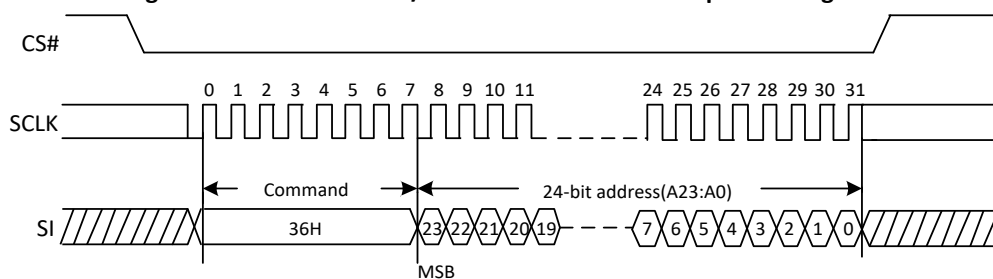 CS#
0 1 2 3 4 5 6 7 8 9 10 11 24 25 26 27 28 29 30 31
SCLK
Command 24-bit address(A23:A0)
SI 36H 23 22 21 20 19 7 6 5 4 3 2 1 0
MSB